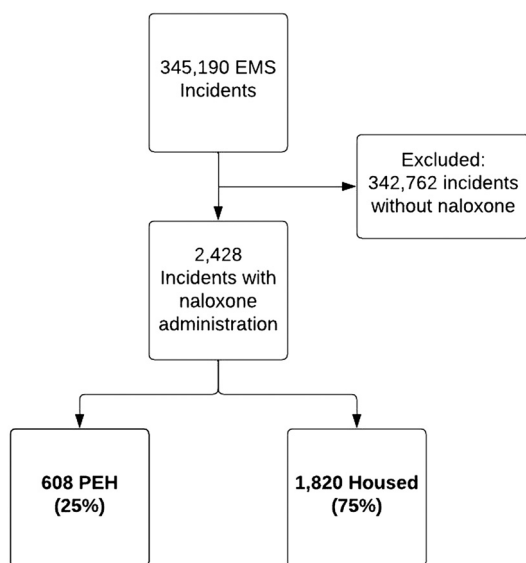 345,190 EMS
Incidents
Excluded:
342,762 incidents
without naloxone
2,428
Incidents with
naloxone
administration
608 PEH
(25%)
1,820 Housed
(75%)